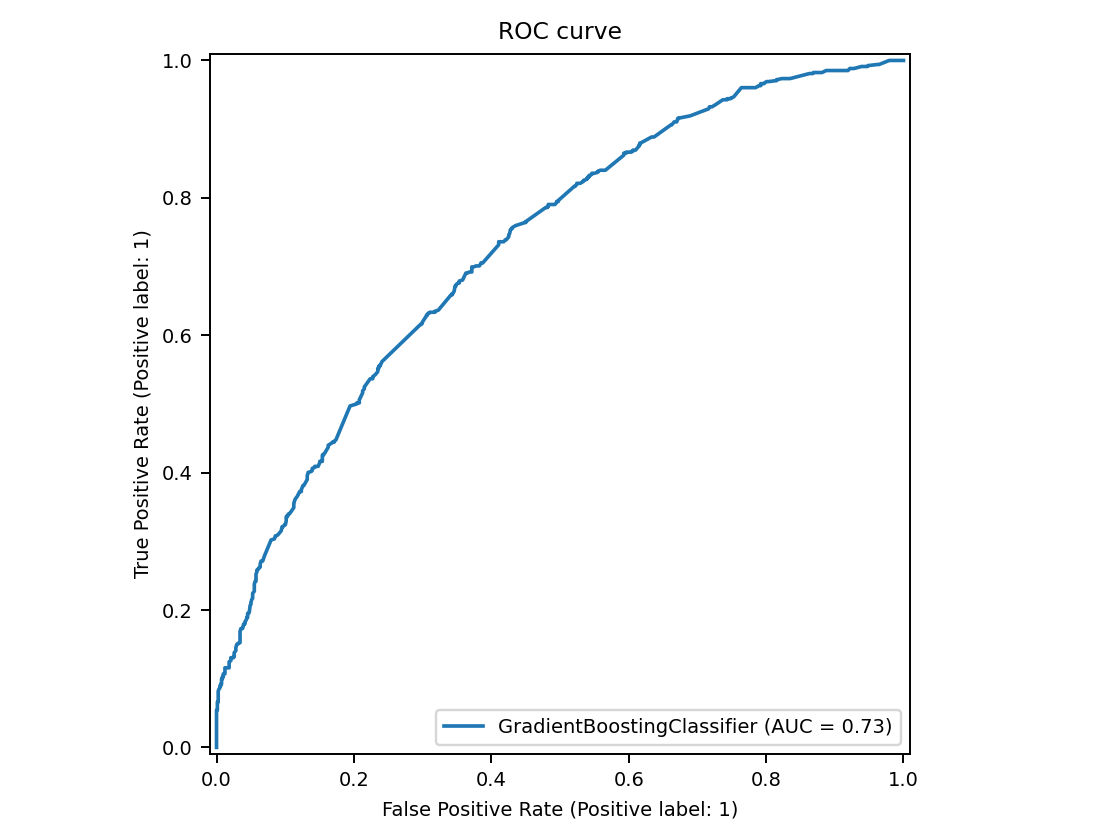 ROC curve
True Positive Rate (Positive label: 1)
1.0
0.8
0.6
0.4
0.2
0.0
GradientBoostingClassifier (AUC = 0.73)
0.0 0.2 0.4 0.6 0.8 1.0
False Positive Rate (Positive label: 1)